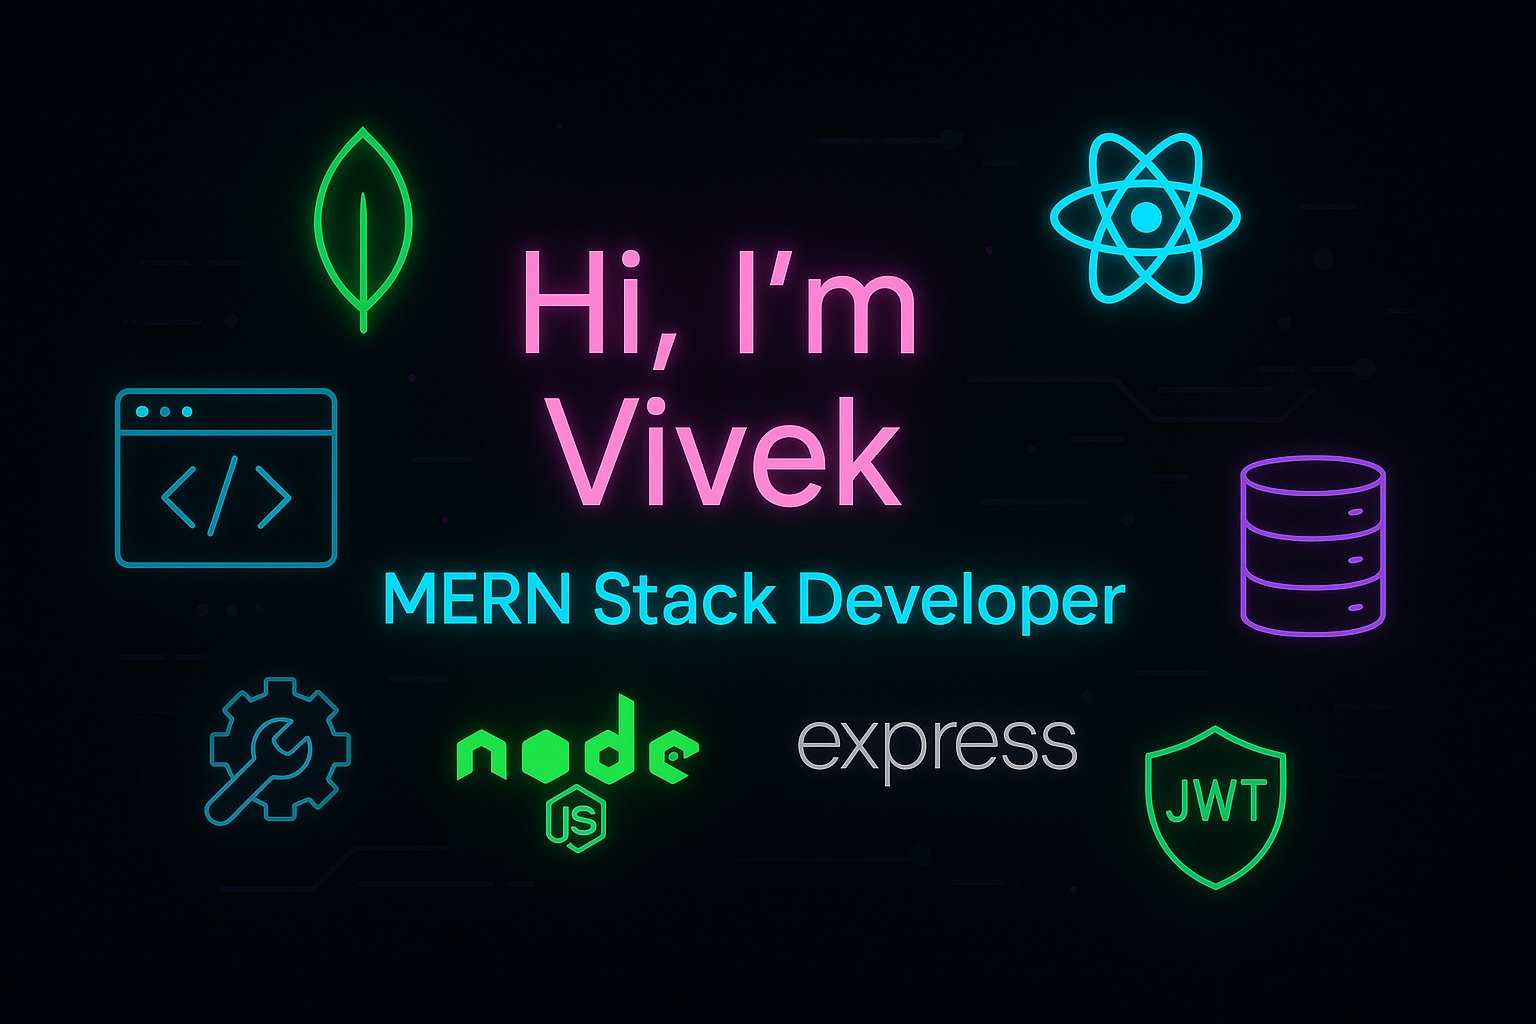 Hi, I’m
Vivek
</>
MERN Stack Developer
node
JS
express
JWT